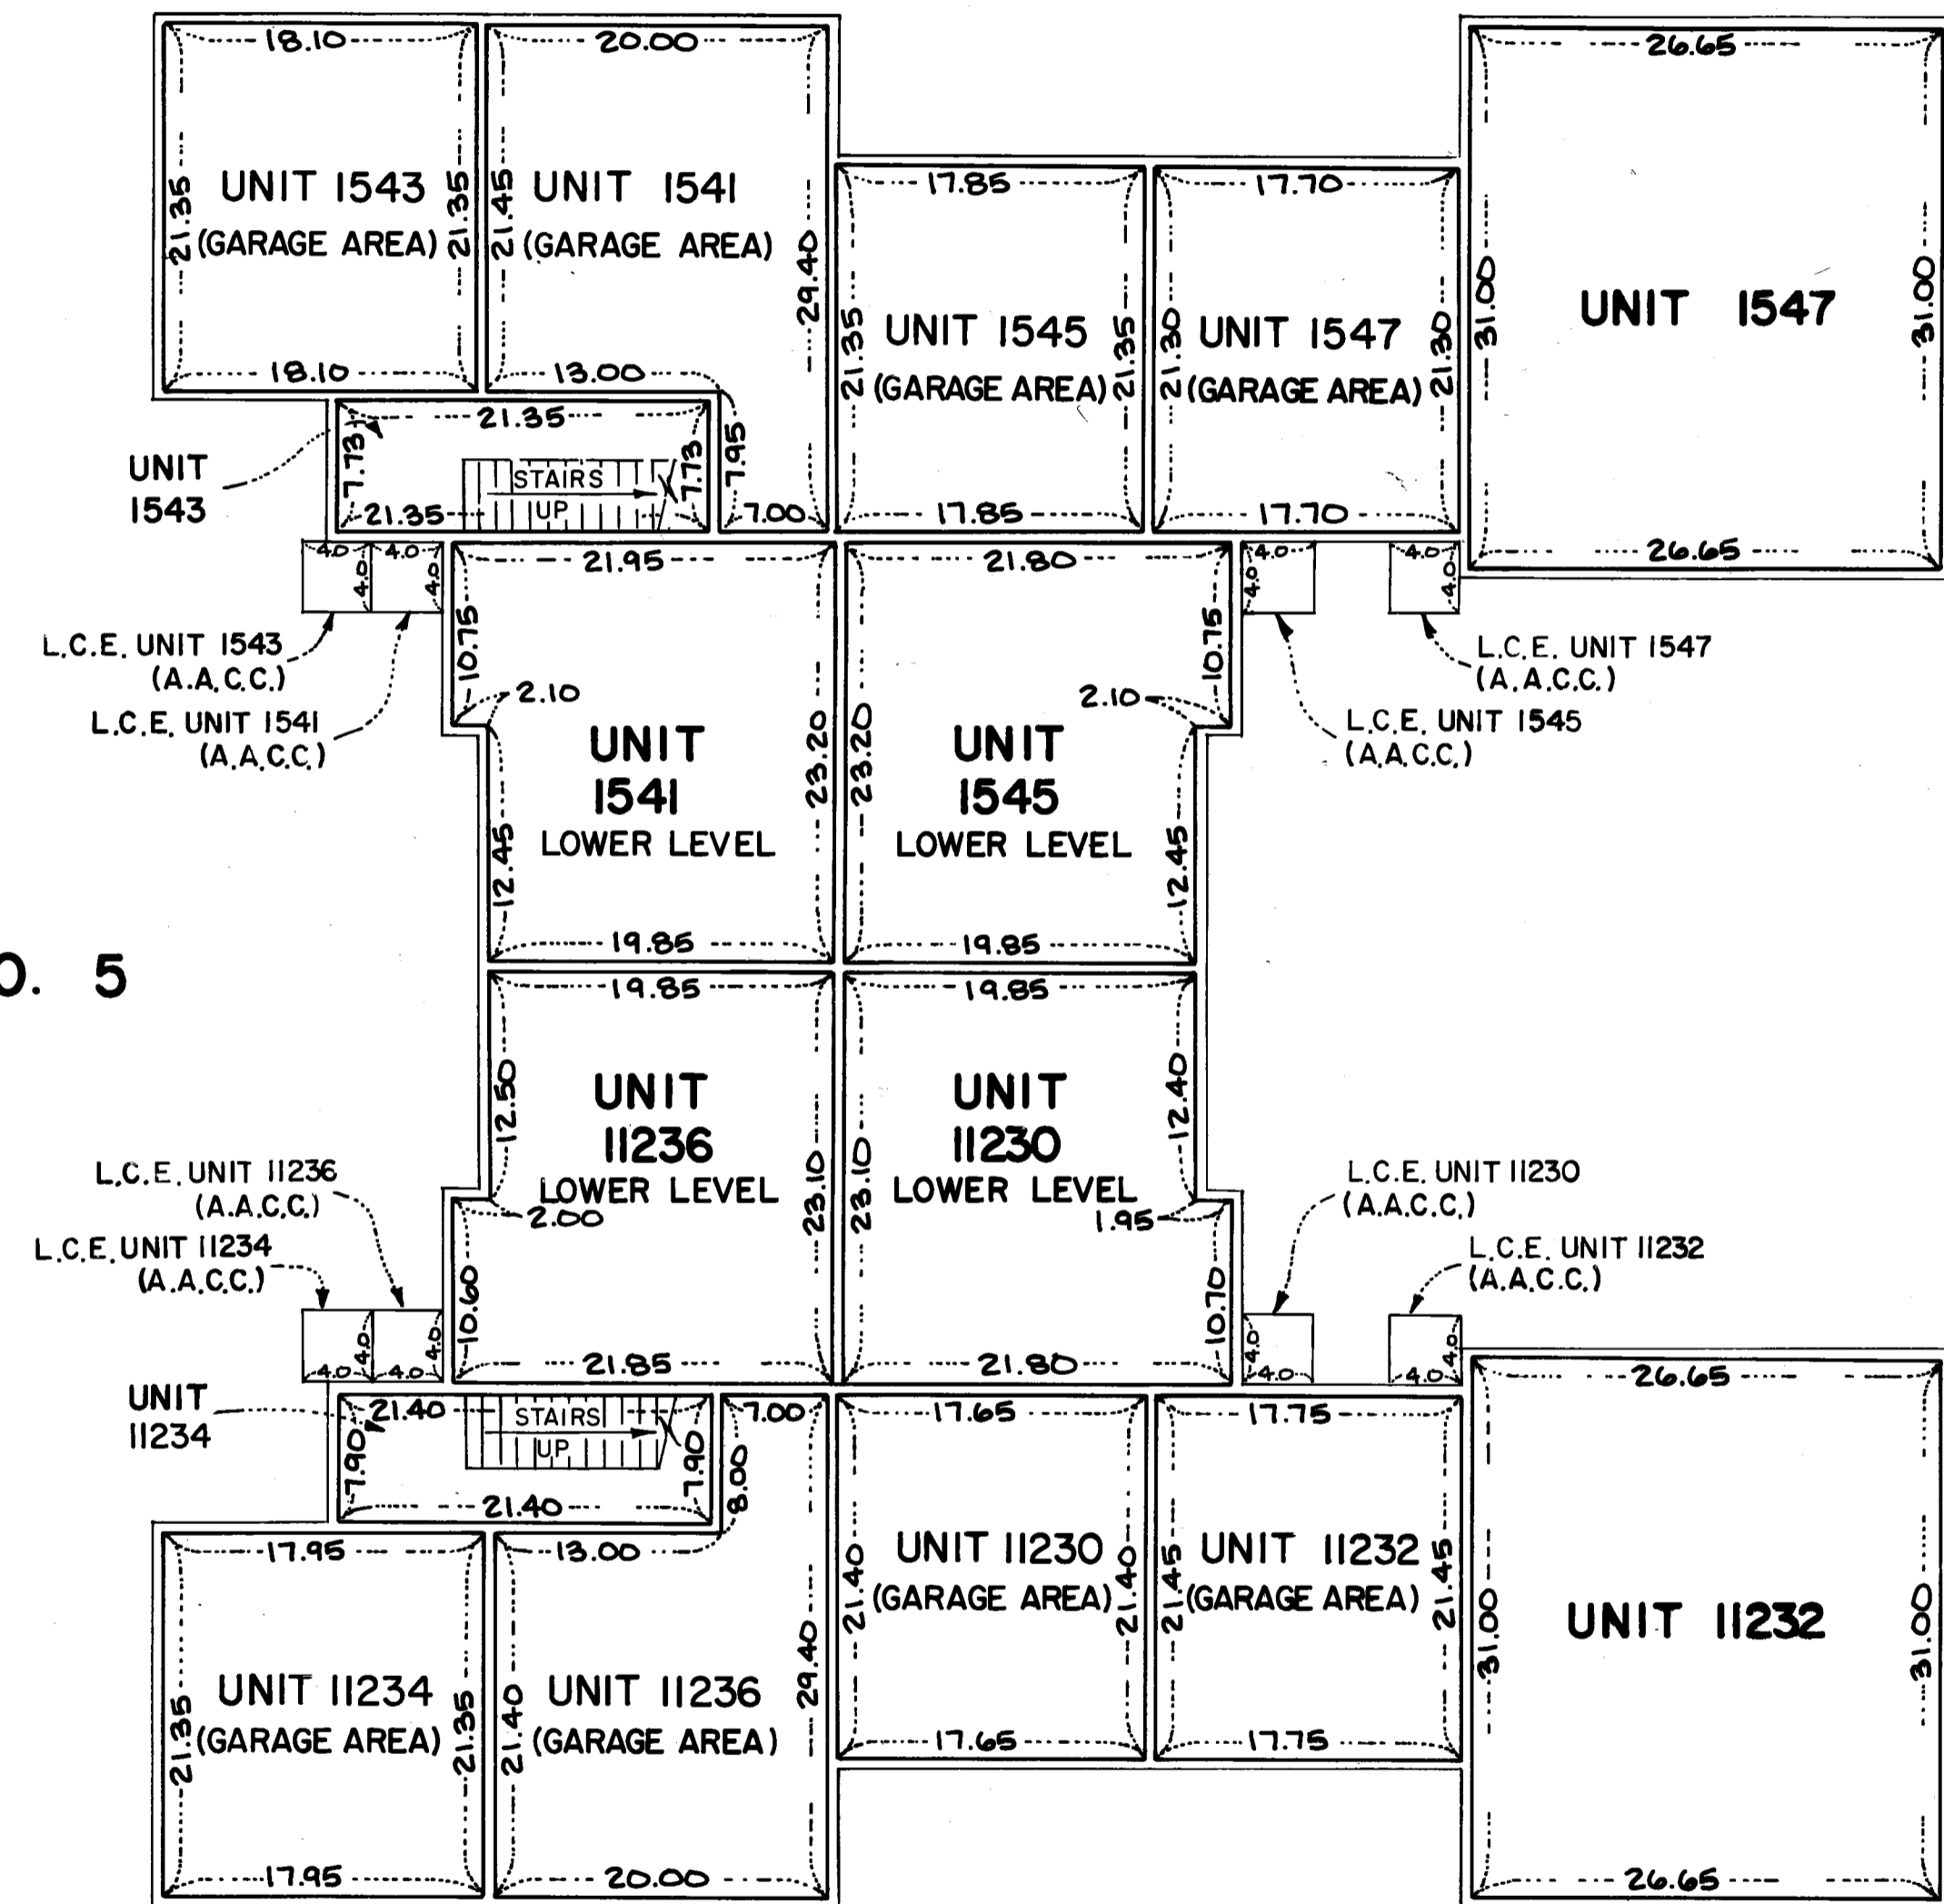 18.10
20.00
26.65
21.35
UNIT 1543
(GARAGE AREA)
21.35
21.45
UNIT 1541
(GARAGE AREA)
29.40
17.85
17.70
21.35
UNIT 1545
(GARAGE AREA)
21.35
21.30
UNIT 1547
(GARAGE AREA)
21.30
31.00
UNIT 1547
31.00
18.10
13.00
21.35
UNIT
1543
7.73
STAIRS
UP
7.73
7.95
21.35
7.00
17.85
17.70
26.65
4.0
4.0
4.0
4.0
21.95
21.80
4.0
4.0
4.0
4.0
L.C.E. UNIT 1543
(A.A.C.C.)
L.C.E. UNIT 1541
(A.A.C.C.)
10.75
2.10
UNIT
1541
LOWER LEVEL
12.45
23.20
19.85
23.20
2.10
10.75
UNIT
1545
LOWER LEVEL
12.45
19.85
L.C.E. UNIT 1547
(A.A.C.C.)
L.C.E. UNIT 1545
(A.A.C.C.)
O. 5
19.85
19.85
12.50
UNIT
11236
LOWER LEVEL
2.00
23.10
10.60
21.85
23.10
UNIT
11230
LOWER LEVEL
12.40
1.95
10.70
21.80
L.C.E. UNIT 11236
(A.A.C.C.)
L.C.E. UNIT 11234
(A.A.C.C.)
4.0
4.0
4.0
4.0
L.C.E. UNIT 11230
(A.A.C.C.)
L.C.E. UNIT 11232
(A.A.C.C.)
4.0
4.0
4.0
4.0
UNIT
11234
21.40
STAIRS
UP
7.90
7.90
21.40
7.00
8.00
17.65
17.75
26.65
17.95
13.00
21.35
UNIT 11234
(GARAGE AREA)
21.35
21.40
UNIT 11236
(GARAGE AREA)
29.40
21.40
UNIT 11230
(GARAGE AREA)
21.40
21.45
UNIT 11232
(GARAGE AREA)
21.45
31.00
UNIT 11232
31.00
17.65
17.75
17.95
20.00
26.65